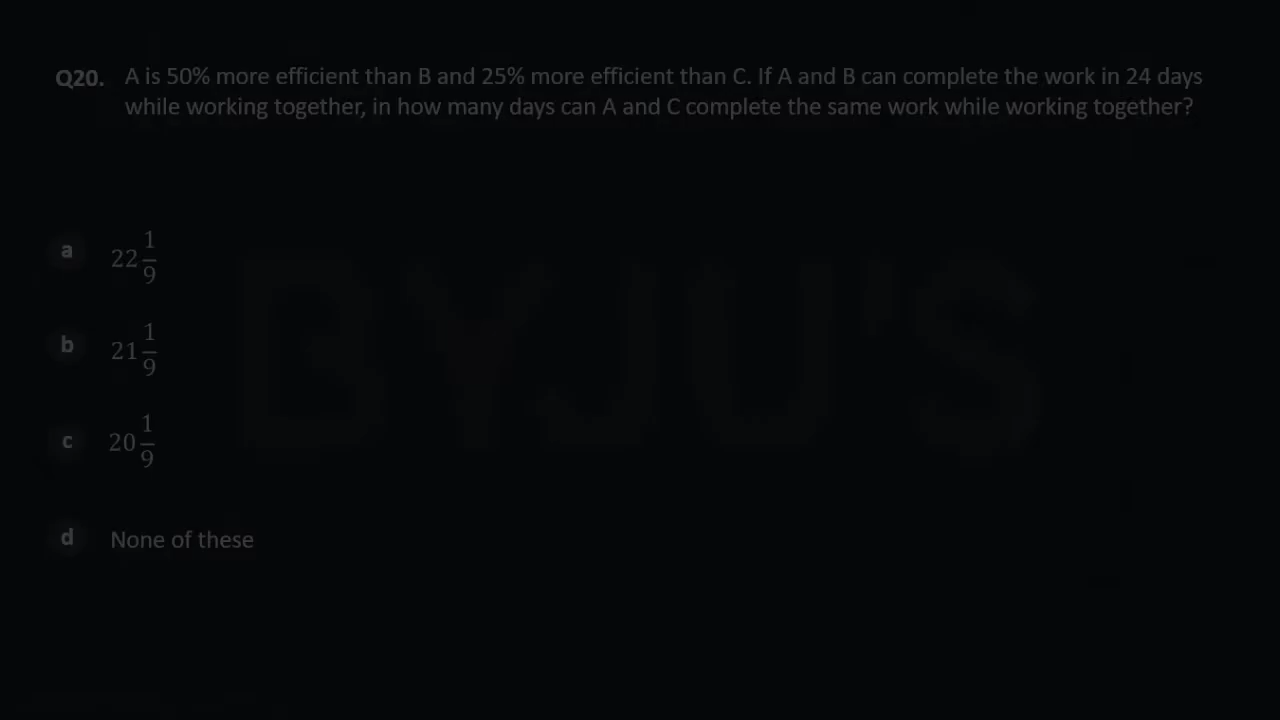 Q20. A is 50% more efficient than B and 25% more efficient than C. If A and B can complete the work in 24 days
while working together, in how many days can A and C complete the same work while working together?
a 22 1/9
b 21 1/9
c 20 1/9
d None of these
BYJU'S